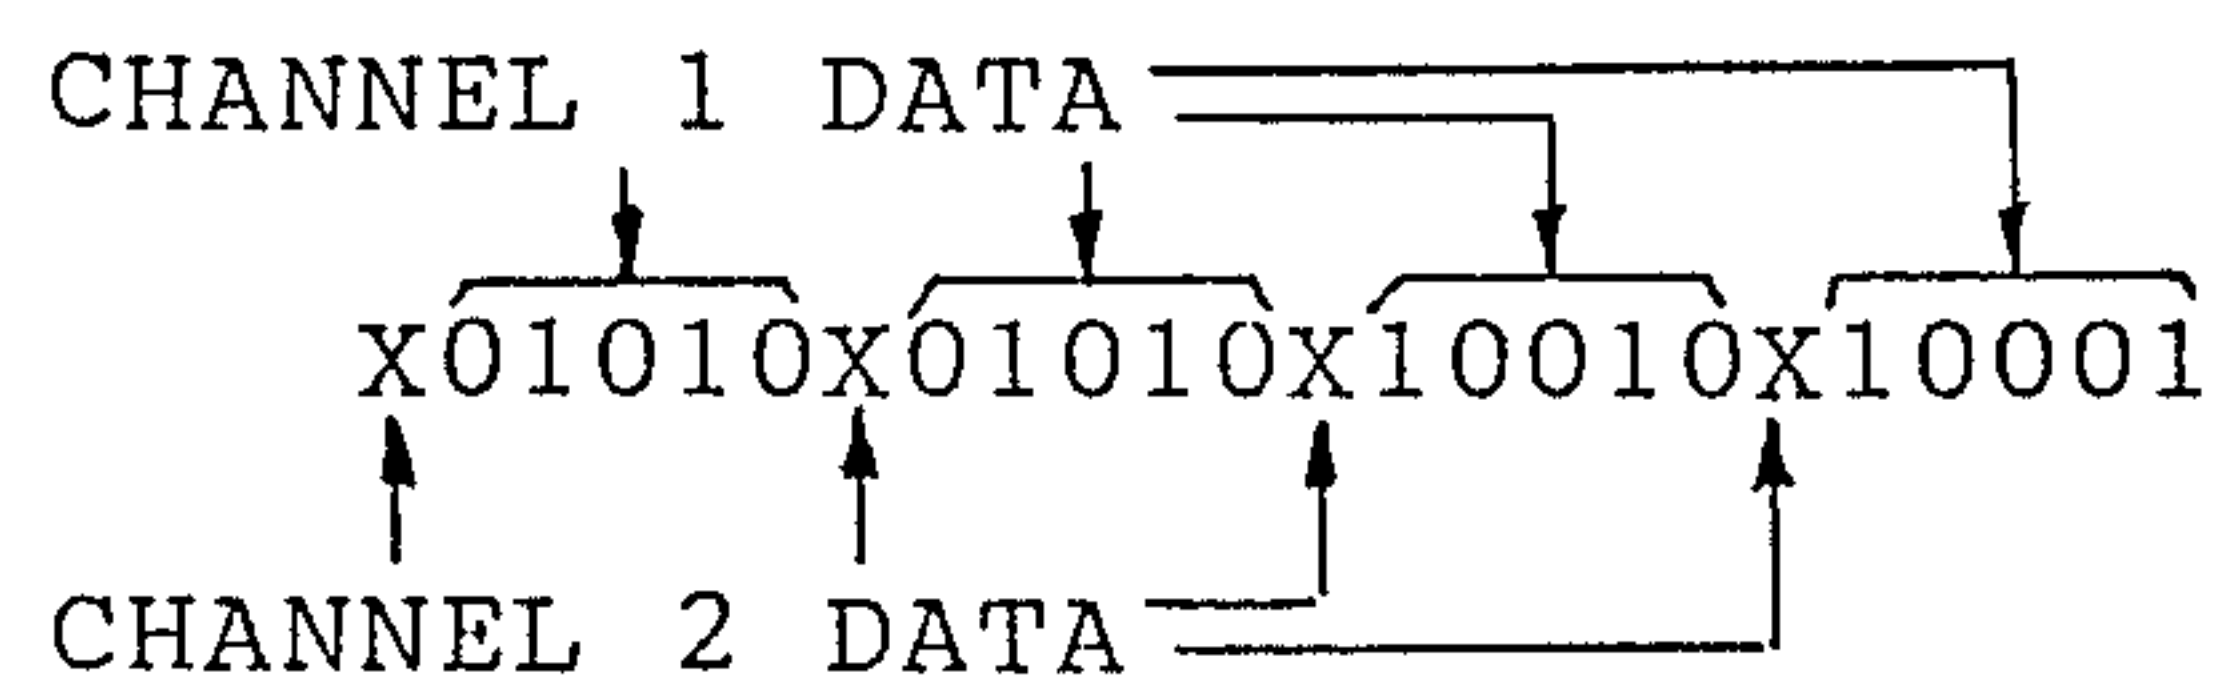 CHANNEL 1 DATA
X01010X01010X10010X10001
CHANNEL 2 DATA